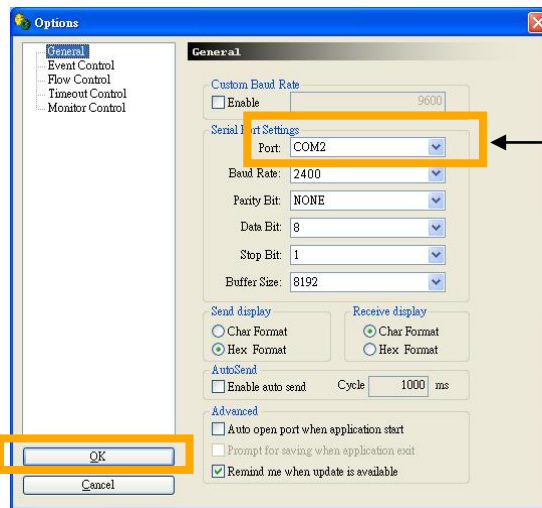 Options
General
Event Control
Flow Control
Timeout Control
Monitor Control
OK
Cancel
General
Custom Baud Rate
Enable 9600
Serial Port Settings
Port: COM2
Baud Rate: 2400
Parity Bit: NONE
Data Bit: 8
Stop Bit: 1
Buffer Size: 8192
Send display
Char Format
Hex Format
Receive display
Char Format
Hex Format
AutoSend
Enable auto send Cycle 1000 ms
Advanced
Auto open port when application start
Prompt for saving when application exit
Remind me when update is available